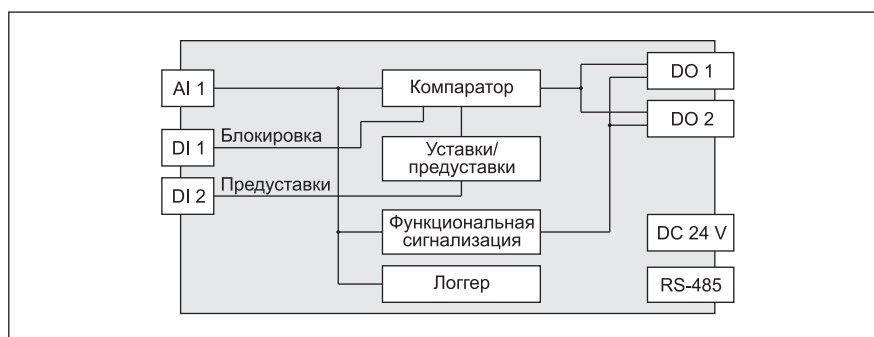 AI 1
Компаратор
DO 1
DO 2
DI 1
Блокировка
Уставки/
предуставки
DI 2
Предуставки
Функциональная
сигнализация
DC 24 V
Логгер
RS-485